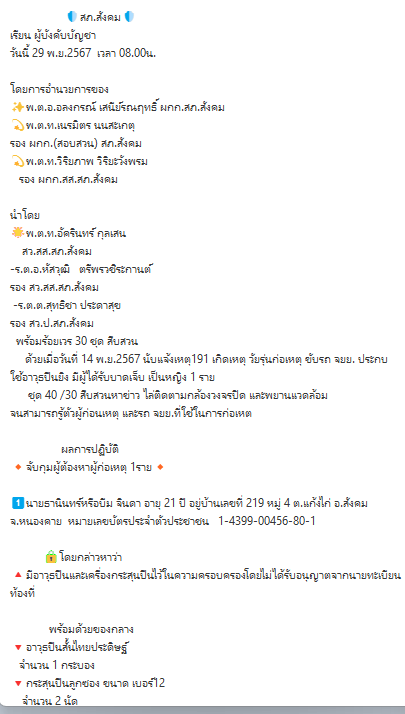 🛡️ สภ.สังคม 🛡️
เรียน ผู้บังคับบัญชา
วันนี้ 29 พ.ย.2567 เวลา 08.00น.
โดยการอำนวยการของ
✨พ.ต.อ.อลงกรณ์ เสนีย์รณฤทธิ์ ผกก.สภ.สังคม
💫พ.ต.ท.เนรมิตร นนสะเกตุ
รอง ผกก.(สอบสวน) สภ.สังคม
💫พ.ต.ท.วิริยภาพ วิริยะวังพรม
รอง ผกก.สส.สภ.สังคม
นำโดย
🌟พ.ต.ท.อัครินทร์ กุลเสน
สว.สส.สภ.สังคม
-ร.ต.อ.หัสวุฒิ ตรีพรวชิระกานต์
รอง สว.สส.สภ.สังคม
-ร.ต.ต.สุทธิชา ประดาสุข
รอง สว.ป.สภ.สังคม
พร้อมร้อยเวร 30 ชุด สืบสวน
ด้วยเมื่อวันที่ 14 พ.ย.2567 นับแจ้งเหตุ191 เกิดเหตุ วัยรุ่นก่อเหตุ ขับรถ จยย. ประกบ
ใช้อาวุธปืนยิง มีผู้ได้รับบาดเจ็บ เป็นหญิง 1 ราย
ชุด 40 /30 สืบสวนหาข่าว ไล่ติดตามกล้องวงจรปิด และพยานแวดล้อม
จนสามารถรู้ตัวผู้ก่อนเหตุ และรถ จยย.ที่ใช้ในการก่อเหต
ผลการปฏิบัติ
🔸จับกุมผู้ต้องหาผู้ก่อเหตุ 1ราย🔸
1️⃣นายธานินทร์หรือบีม จินดา อายุ 21 ปี อยู่บ้านเลขที่ 219 หมู่ 4 ต.แก้งไก่ อ.สังคม
จ.หนองคาย หมายเลขบัตรประจำตัวประชาชน 1-4399-00456-80-1
🔒โดยกล่าวหาว่า
🔺มีอาวุธปืนและเครื่องกระสุนปืนไว้ในความครอบครองโดยไม่ได้รับอนุญาตจากนายทะเบียน
ท้องที่
พร้อมด้วยของกลาง
🔻อาวุธปืนสั้นไทยประดิษฐ์
จำนวน 1 กระบอง
🔻กระสุนปืนลูกซอง ขนาด เบอร์12
จำนวน 2 นัด